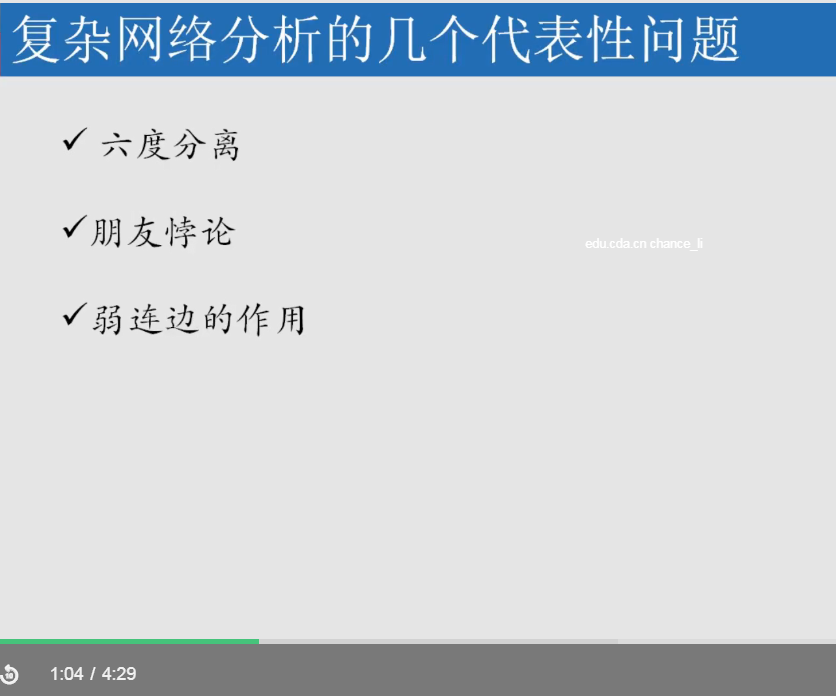 复杂网络分析的几个代表性问题
✓ 六度分离
✓朋友悖论
edu.cda.cn chance_li
✓弱连边的作用
10
1:04 / 4:29